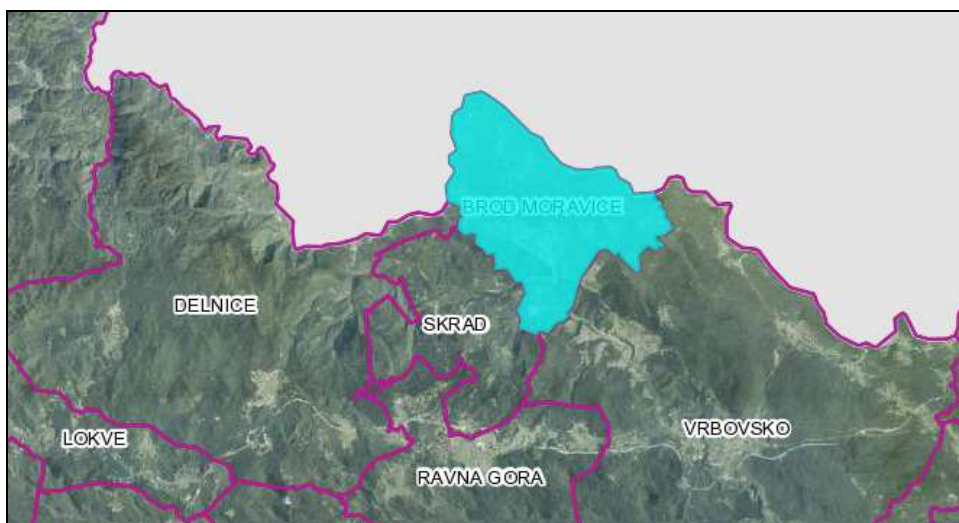 BROD MORAVICE
DELNICE
SKRAD
LOKVE
VRBOVSKO
RAVNA GORA